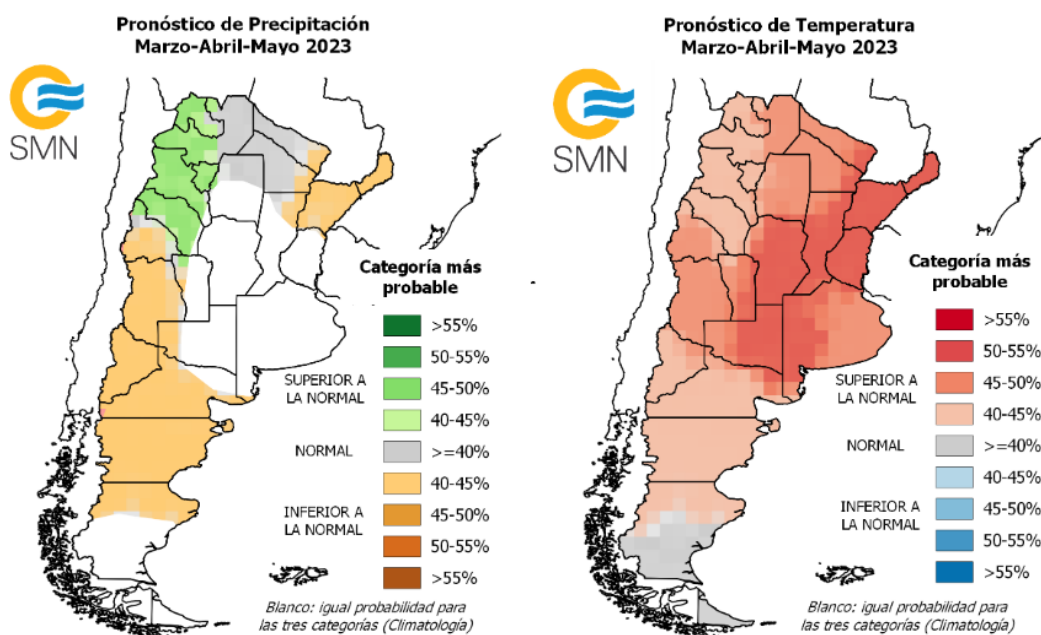 Pronóstico de Precipitación
Marzo-Abril-Mayo 2023
SMN
Categoría más
probable
>55%
50-55%
45-50%
40-45%
>=40%
40-45%
45-50%
50-55%
>55%
SUPERIOR A
LA NORMAL
NORMAL
INFERIOR A
LA NORMAL
Blanco: igual probabilidad para
las tres categorías (Climatología)
Pronóstico de Temperatura
Marzo-Abril-Mayo 2023
SMN
Categoría más
probable
>55%
50-55%
45-50%
40-45%
>=40%
40-45%
45-50%
50-55%
>55%
SUPERIOR A
LA NORMAL
NORMAL
INFERIOR A
LA NORMAL
Blanco: igual probabilidad para
las tres categorías (Climatología)